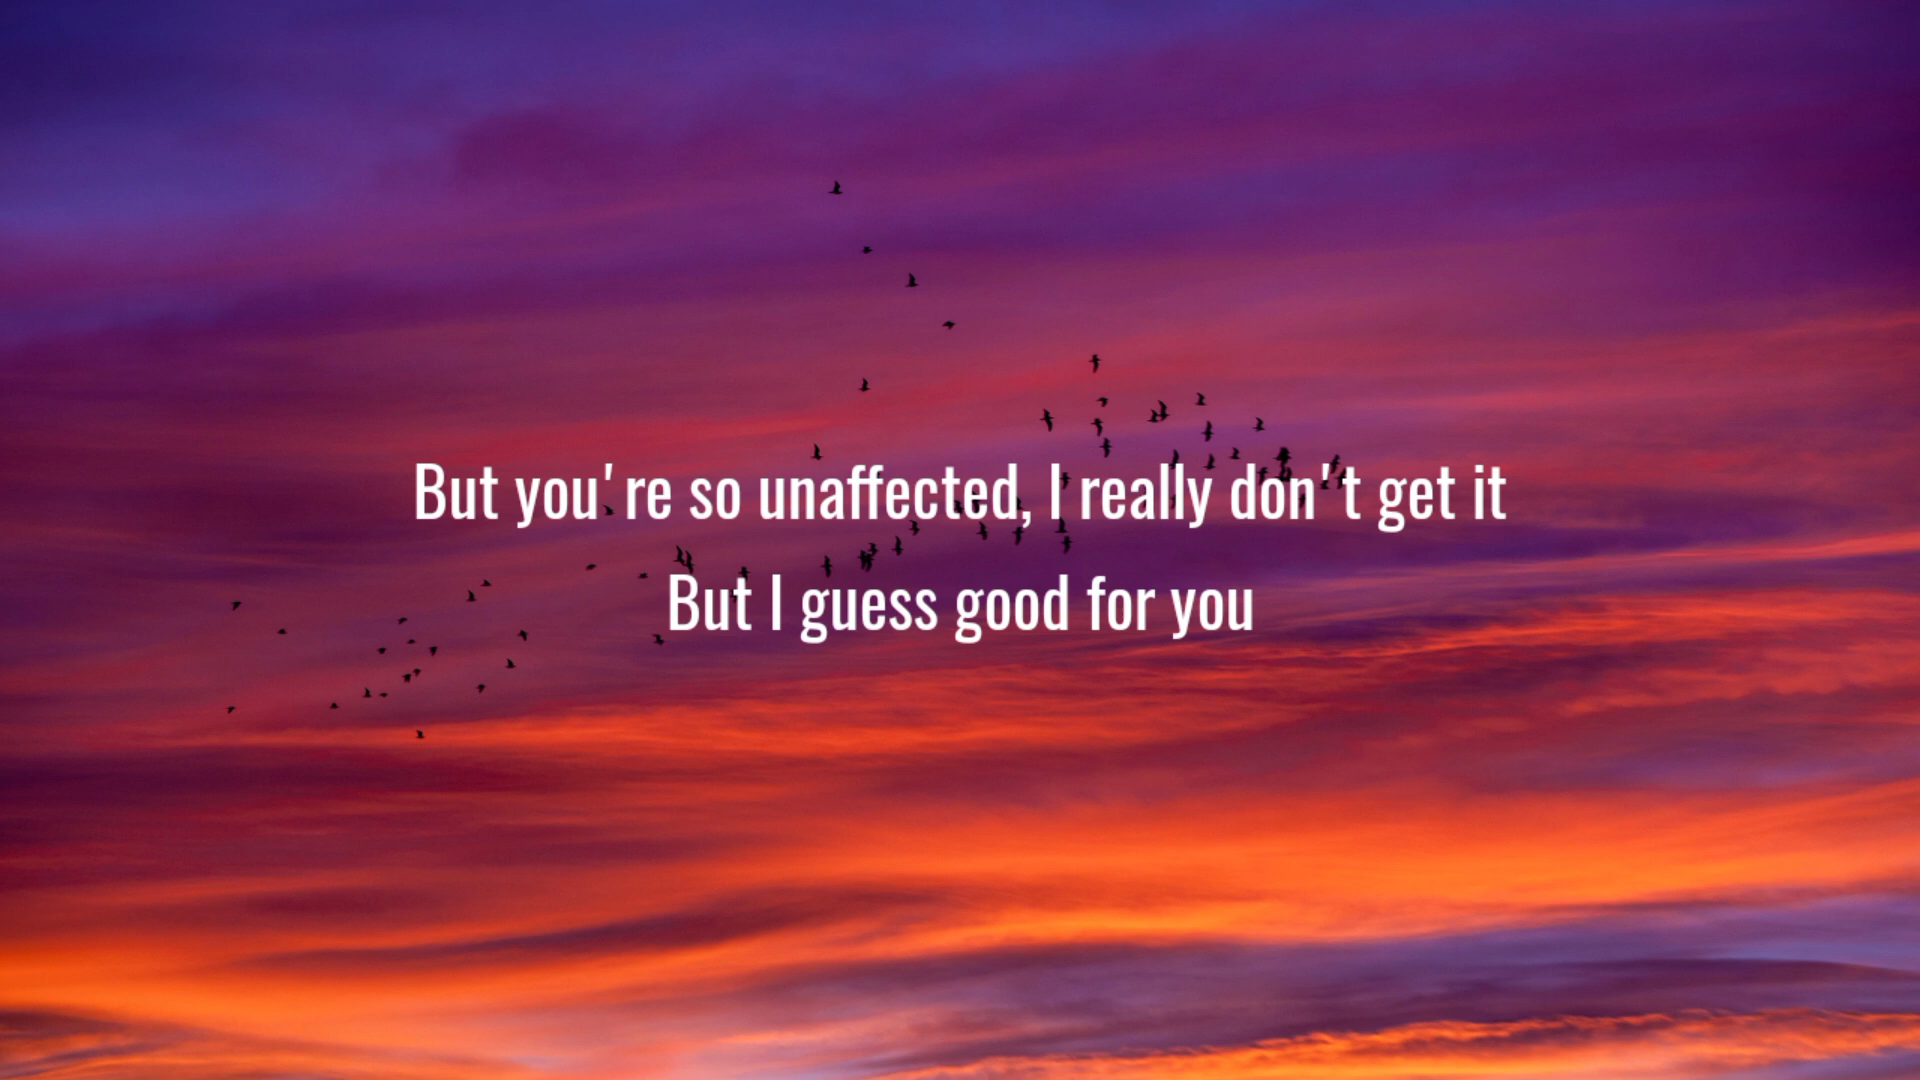 But you're so unaffected, I really don't get it
But I guess good for you